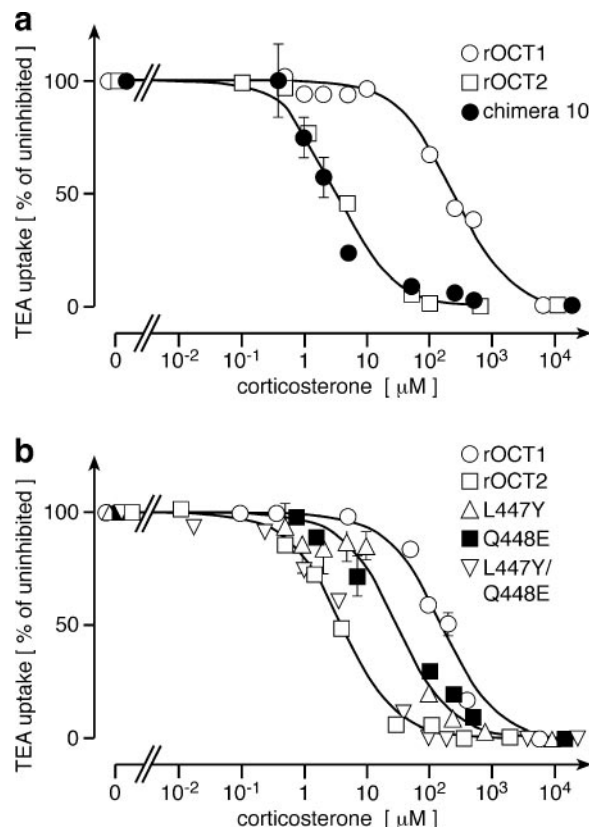 a
rOCT1
rOCT2
chimera 10
TEA uptake [ % of uninhibited ]
100
50
0
0 10⁻² 10⁻¹ 1 10 10² 10³ 10⁴
corticosterone [ μM ]
b
rOCT1
rOCT2
L447Y
Q448E
L447Y/
Q448E
TEA uptake [ % of uninhibited ]
100
50
0
0 10⁻² 10⁻¹ 1 10 10² 10³ 10⁴
corticosterone [ μM ]